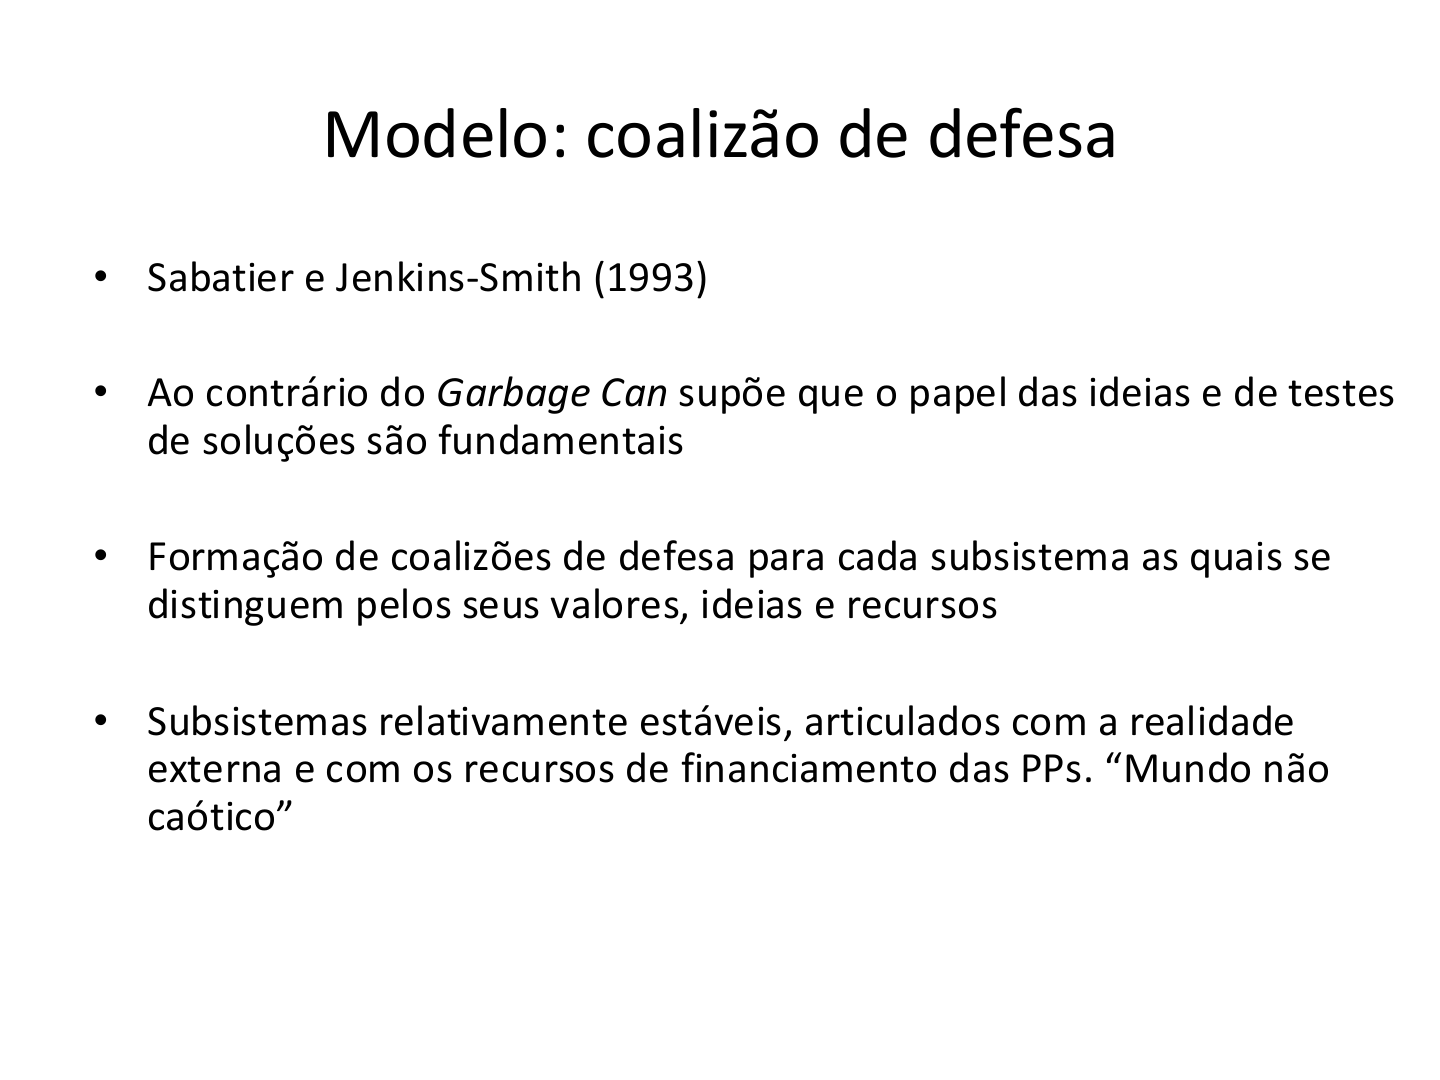 Modelo: coalizão de defesa
• Sabatier e Jenkins-Smith (1993)
• Ao contrário do Garbage Can supõe que o papel das ideias e de testes
de soluções são fundamentais
• Formação de coalizões de defesa para cada subsistema as quais se
distinguem pelos seus valores, ideias e recursos
• Subsistemas relativamente estáveis, articulados com a realidade
externa e com os recursos de financiamento das PPs. “Mundo não
caótico”